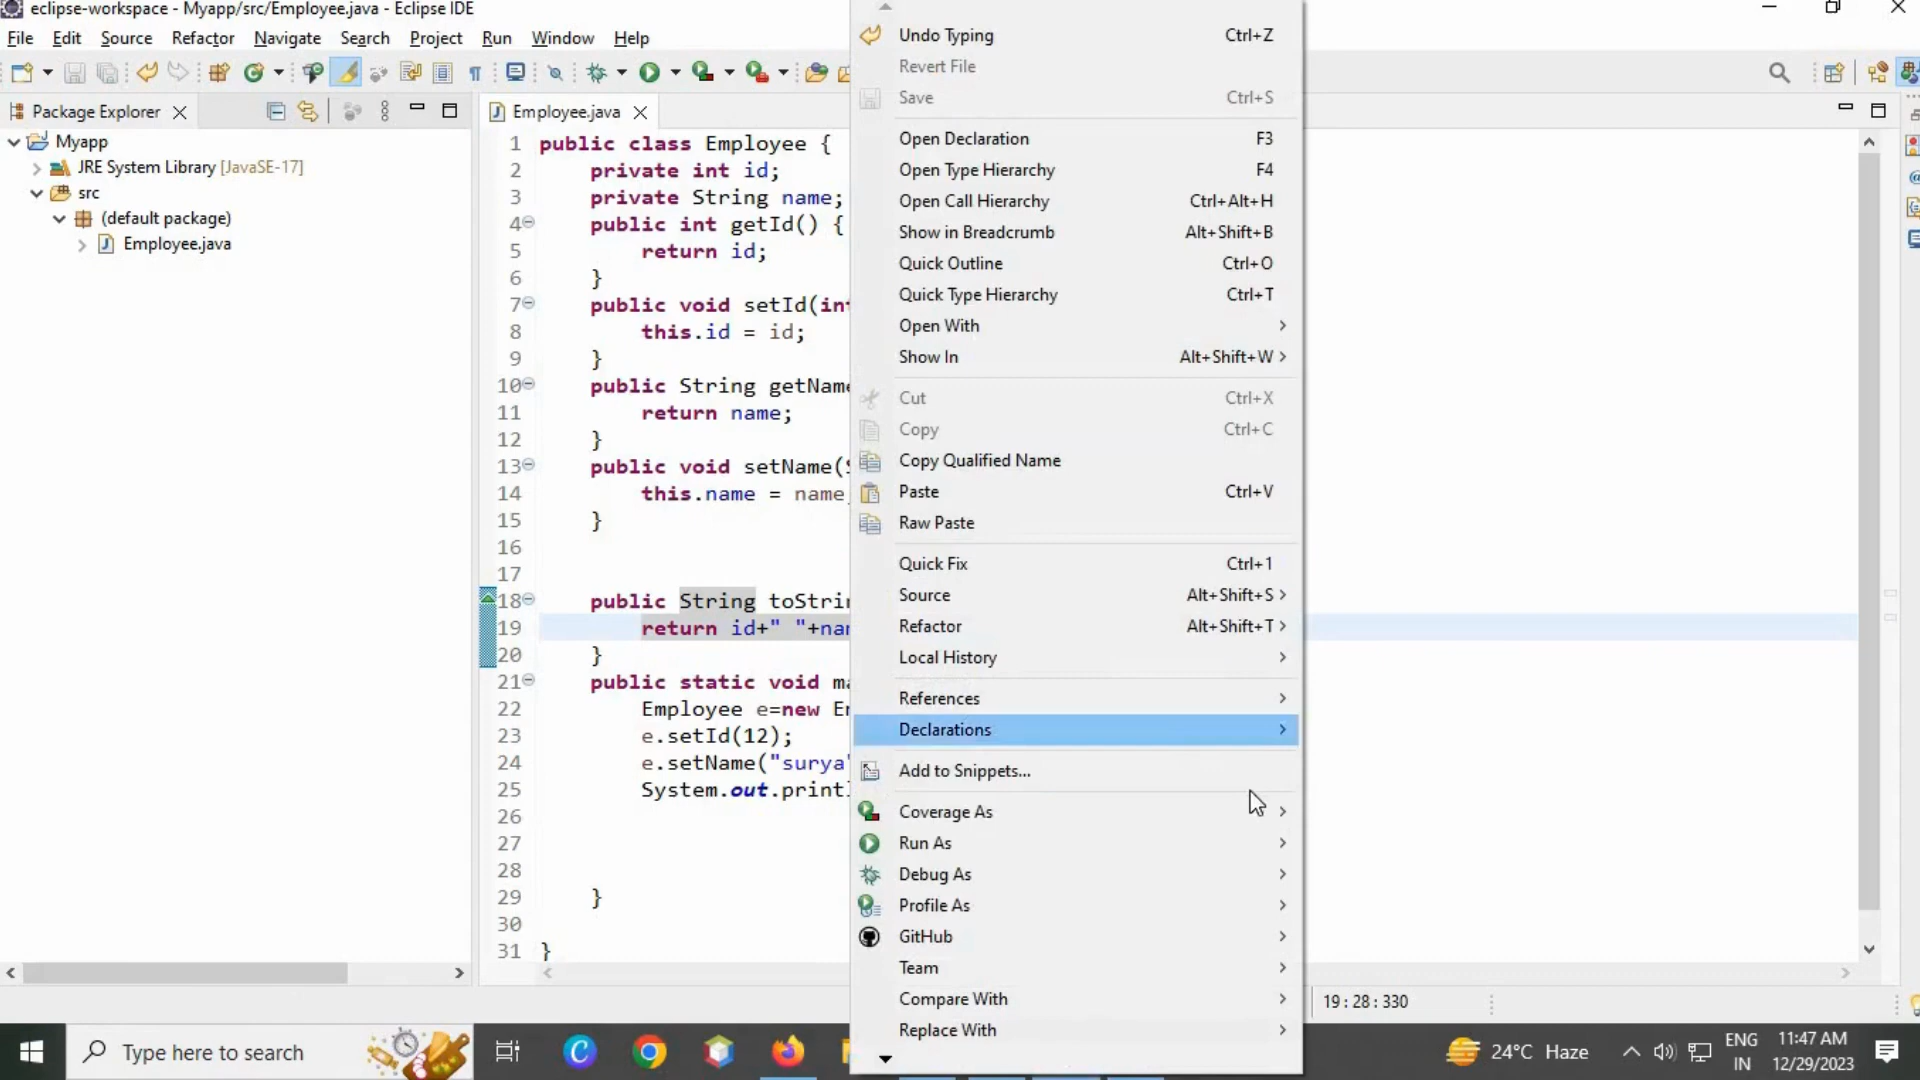 eclipse-workspace - Myapp/src/Employee.java - Eclipse IDE
File Edit Source Refactor Navigate Search Project Run Window Help
Package Explorer
Myapp
JRE System Library [JavaSE-17]
src
(default package)
Employee.java
Employee.java
1 public class Employee {
2 private int id;
3 private String name;
4 public int getId() {
5 return id;
6 }
7 public void setId(int
8 this.id = id;
9 }
10 public String getName
11 return name;
12 }
13 public void setName(
14 this.name = name
15 }
16
17
18 public String toStrin
19 return id+" "+na
20 }
21 public static void ma
22 Employee e=new Em
23 e.setId(12);
24 e.setName("surya"
25 System.out.printl
26
27
28
29 }
30
31 }
Undo Typing Ctrl+Z
Revert File
Save Ctrl+S
Open Declaration F3
Open Type Hierarchy F4
Open Call Hierarchy Ctrl+Alt+H
Show in Breadcrumb Alt+Shift+B
Quick Outline Ctrl+O
Quick Type Hierarchy Ctrl+T
Open With
Show In Alt+Shift+W
Cut Ctrl+X
Copy Ctrl+C
Copy Qualified Name
Paste Ctrl+V
Raw Paste
Quick Fix Ctrl+1
Source Alt+Shift+S
Refactor Alt+Shift+T
Local History
References
Declarations
Add to Snippets...
Coverage As
Run As
Debug As
Profile As
GitHub
Team
Compare With
Replace With
19 : 28 : 330
Type here to search
24°C Haze
ENG
IN
11:47 AM
12/29/2023